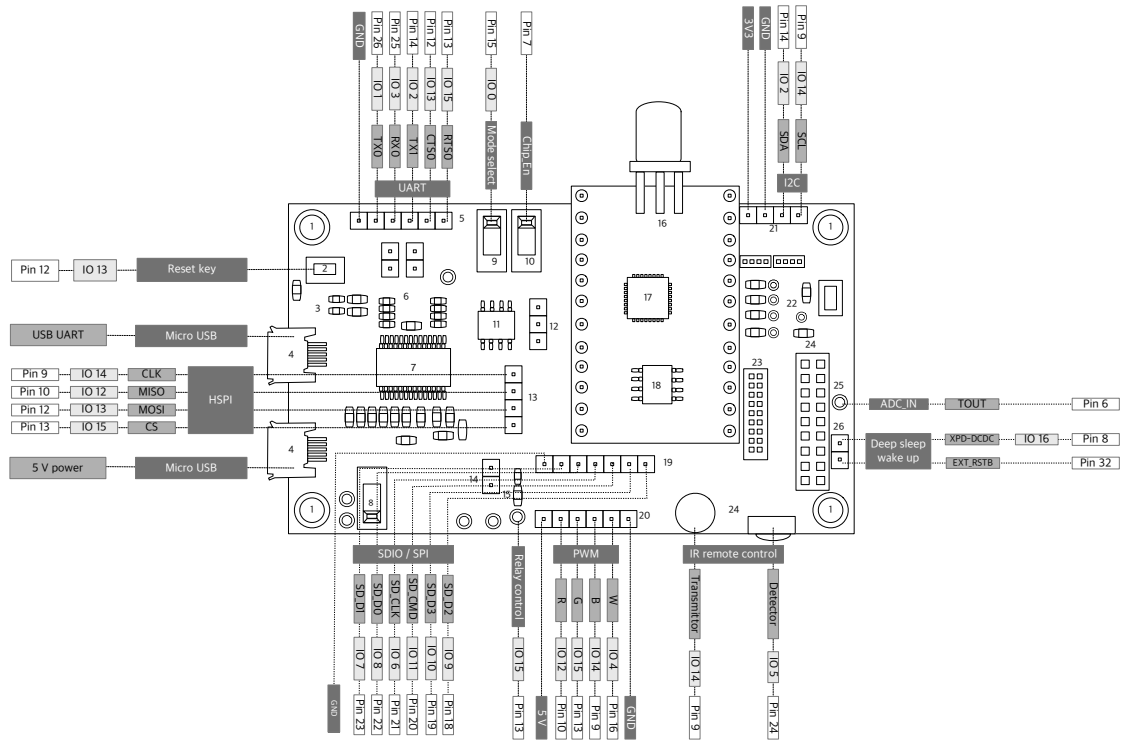 GND
Pin 26 IO 1 TX0
Pin 25 IO 3 RX0
Pin 14 IO 2 TX1
Pin 12 IO 13 CTS0
Pin 13 IO 15 RTS0
UART
Pin 15 IO 0 Mode select
Pin 7 Chip_En
3V3
GND
Pin 14 IO 2 SDA
Pin 9 IO 14 SCL
I2C
Pin 12 IO 13 Reset key
USB UART Micro USB
Pin 9 IO 14 CLK
Pin 10 IO 12 MISO
Pin 12 IO 13 MOSI
Pin 13 IO 15 CS
HSPI
5 V power Micro USB
1
5
9
10
16
21
1
2
3
6
11
12
17
22
4
7
13
18
23
24
25
26
4
8
14
15
19
20
24
1
1
ADC_IN TOUT Pin 6
Deep sleep
wake up
XPD-DCDC IO 16 Pin 8
EXT_RSTB Pin 32
SDIO / SPI
GND
SD_D1 IO 7 Pin 23
SD_D0 IO 8 Pin 22
SD_CLK IO 6 Pin 21
SD_CMD IO 11 Pin 20
SD_D3 IO 10 Pin 19
SD_D2 IO 9 Pin 18
Relay control IO 15 Pin 13
PWM
5 V
R IO 12 Pin 10
G IO 15 Pin 13
B IO 14 Pin 9
W IO 4 Pin 16
GND
IR remote control
Transmittor IO 14 Pin 9
Detector IO 5 Pin 24